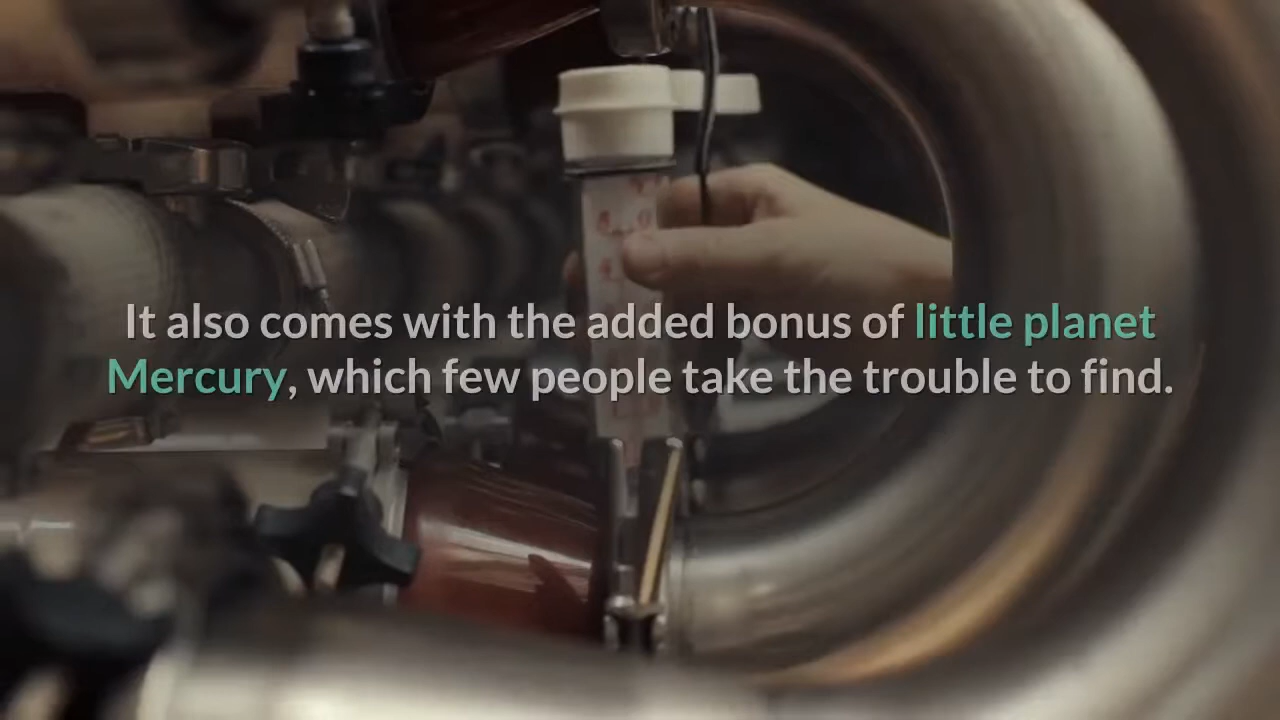 It also comes with the added bonus of little planet
Mercury, which few people take the trouble to find.